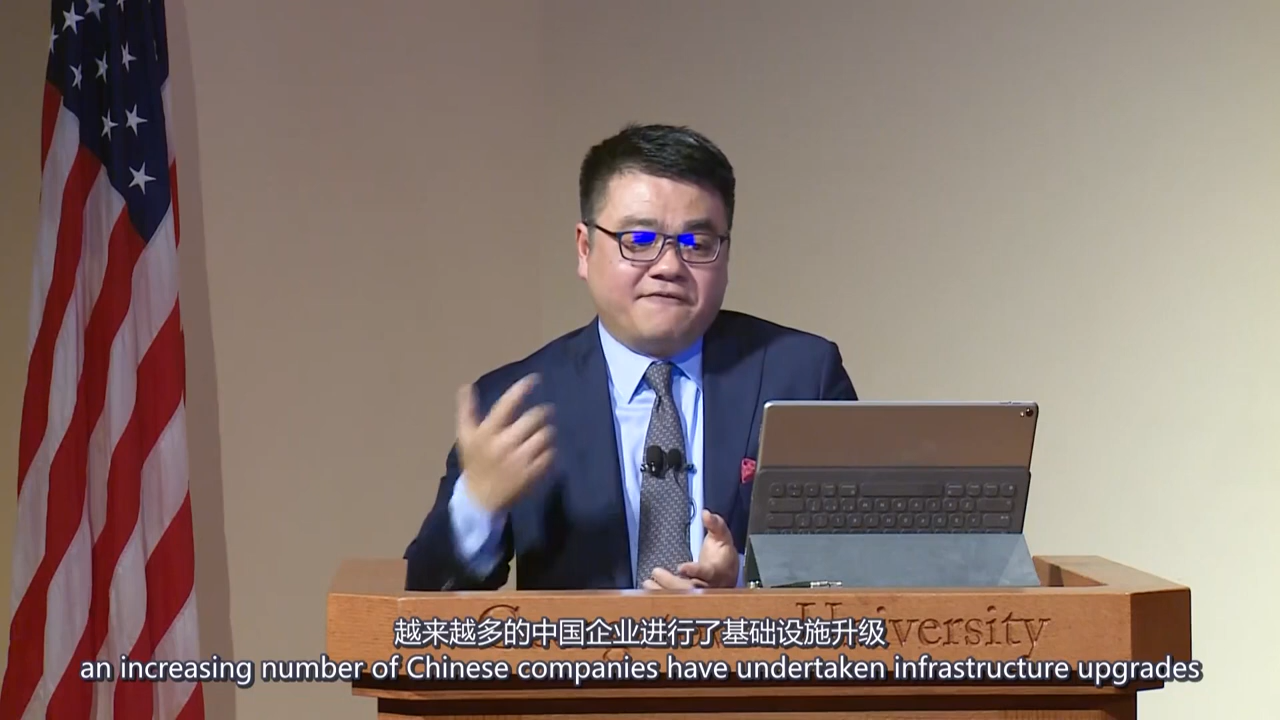 越来越多的中国企业进行了基础设施升级
an increasing number of Chinese companies have undertaken infrastructure upgrades